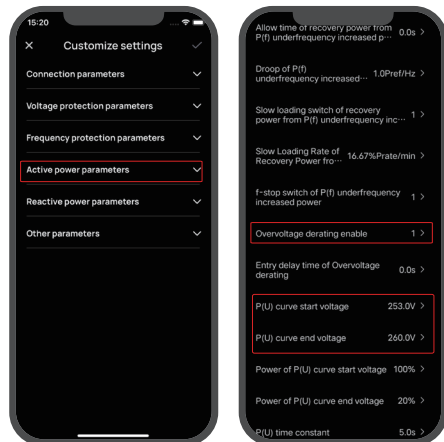 15:20
Customize settings
Connection parameters
Voltage protection parameters
Frequency protection parameters
Active power parameters
Reactive power parameters
Other parameters
Allow time of recovery power from
P(f) underfrequency increased p··· 0.0s
Droop of P(f)
underfrequency increased··· 1.0Pref/Hz
Slow loading switch of recovery
power from P(f) underfrequency inc··· 1
Slow Loading Rate of
Recovery Power fro··· 16.67%Prate/min
f-stop switch of P(f) underfrequency
increased power 1
Overvoltage derating enable 1
Entry delay time of Overvoltage
derating 0.0s
P(U) curve start voltage 253.0V
P(U) curve end voltage 260.0V
Power of P(U) curve start voltage 100%
Power of P(U) curve end voltage 20%
P(U) time constant 5.0s